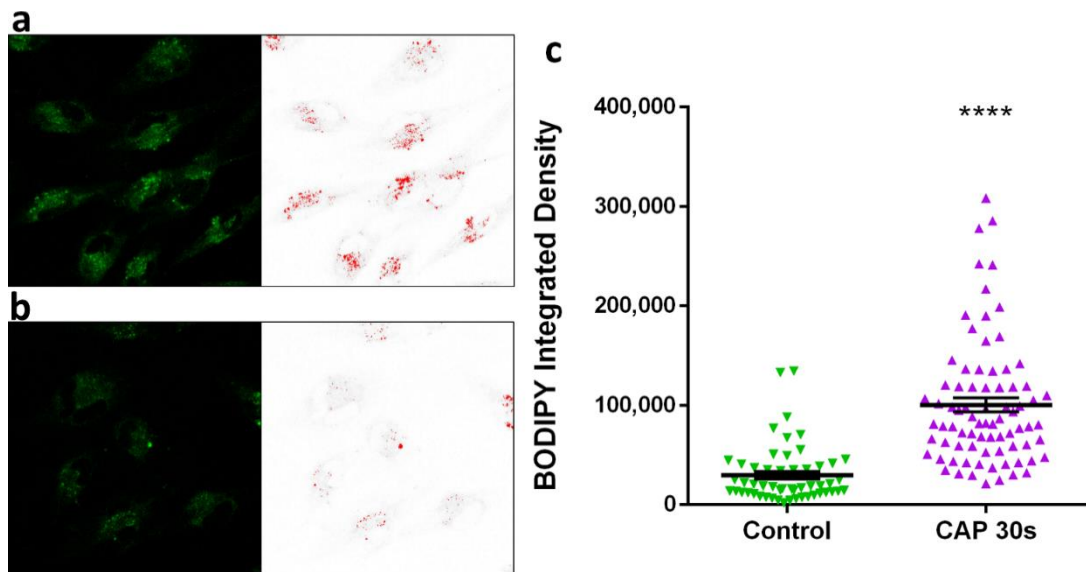 a
b
c
BODIPY Integrated Density
400,000
300,000
200,000
100,000
0
****
Control
CAP 30s